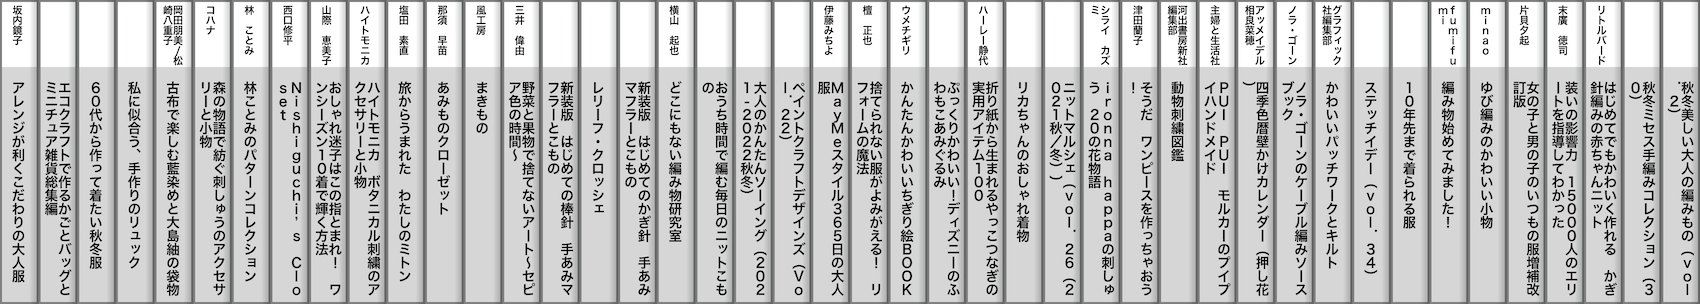 秋冬美しい大人の編みもの（vol
．２）
秋冬ミセス手編みコレクション（３
０）
リトルバード
はじめてでもかわいく作れる　かぎ
針編みの赤ちゃんニット
末廣　徳司
装いの影響力　１５０００人のエリ
ートを指導してわかった
片貝夕起
女の子と男の子のいつもの服増補改
訂版
ｍｉｎａｏ
ゆび編みのかわいい小物
ｆｕｍｉｆｕ
ｍｉ
編み物始めてみました！
１０年先まで着られる服
ステッチイデー（ｖｏｌ．３４）
グラフィック
社編集部
かわいいパッチワークとキルト
ノラ・ゴーン
ノラ・ゴーンのケーブル編みソース
ブック
アッメイデル
相良菜穂
四季色暦壁かけカレンダー（押し花
）
主婦と生活社
ＰＵＩ　ＰＵＩ　モルカーのプイプ
イハンドメイド
河出書房新社
編集部
動物刺繍図鑑
津田蘭子
そうだ　ワンピースを作っちゃおう
！
シライ　カズ
ミ
ｉｒｏｎｎａ　ｈａｐｐａの刺しゅ
う　２０の花物語
ニットマルシェ（ｖｏｌ．２６（２
０２１秋／冬））
リカちゃんのおしゃれ着物
ハーレー静代
折り紙から生まれるやっこつなぎの
実用アイテム１００
ぷっくりかわいい！ディズニーのふ
わもこあみぐるみ
ウメチギリ
かんたんかわいいちぎり絵ＢＯＯＫ
檀　正也
捨てられない服がよみがえる！　リ
フォームの魔法
伊藤みちよ
ＭａｙＭｅスタイル３６５日の大人
服
ペイントクラフトデザインズ（Ｖｏ
ｌ．２２）
大人のかんたんソーイング（２０２
１‐２０２２秋冬）
おうち時間で編む毎日のニットこも
の
横山　起也
どこにもない編み物研究室
新装版　はじめてのかぎ針　手あみ
マフラーとこもの
レリーフ・クロッシェ
新装版　はじめての棒針　手あみマ
フラーとこもの
三井　偉由
野菜と果物で捨てないアート～セピ
ア色の時間～
風工房
まきもの
那須　早苗
あみものクローゼット
塩田　素直
旅からうまれた　わたしのミトン
ハイトモニカ
ハイトモニカ　ボタニカル刺繍のア
クセサリーと小物
山際　恵美子
おしゃれ迷子はこの指とまれ！　ワ
ンシーズン１０着で輝く方法
西口修平
Ｎｉｓｈｉｇｕｃｈｉ’ｓ　Ｃｌｏ
ｓｅｔ
林　ことみ
林ことみのパターンコレクション
コハナ
森の物語で紡ぐ刺しゅうのアクセサ
リーと小物
岡田朋美／松
崎八重子
古布で楽しむ藍染めと大島紬の袋物
私に似合う、手作りのリュック
６０代から作って着たい秋冬服
エコクラフトで作るかごとバッグと
ミニチュア雑貨総集編
坂内鏡子
アレンジが利くこだわりの大人服